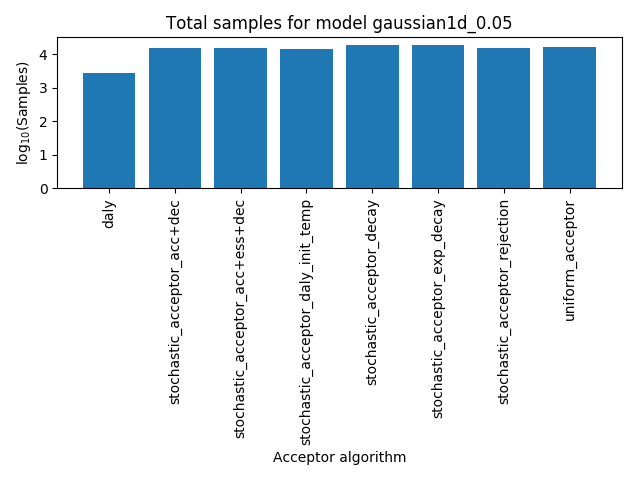 Total samples for model gaussian1d_0.05
log10(Samples)
4
3
2
1
0
daly
stochastic_acceptor_acc+dec
stochastic_acceptor_acc+ess+dec
stochastic_acceptor_daly_init_temp
stochastic_acceptor_decay
stochastic_acceptor_exp_decay
stochastic_acceptor_rejection
uniform_acceptor
Acceptor algorithm